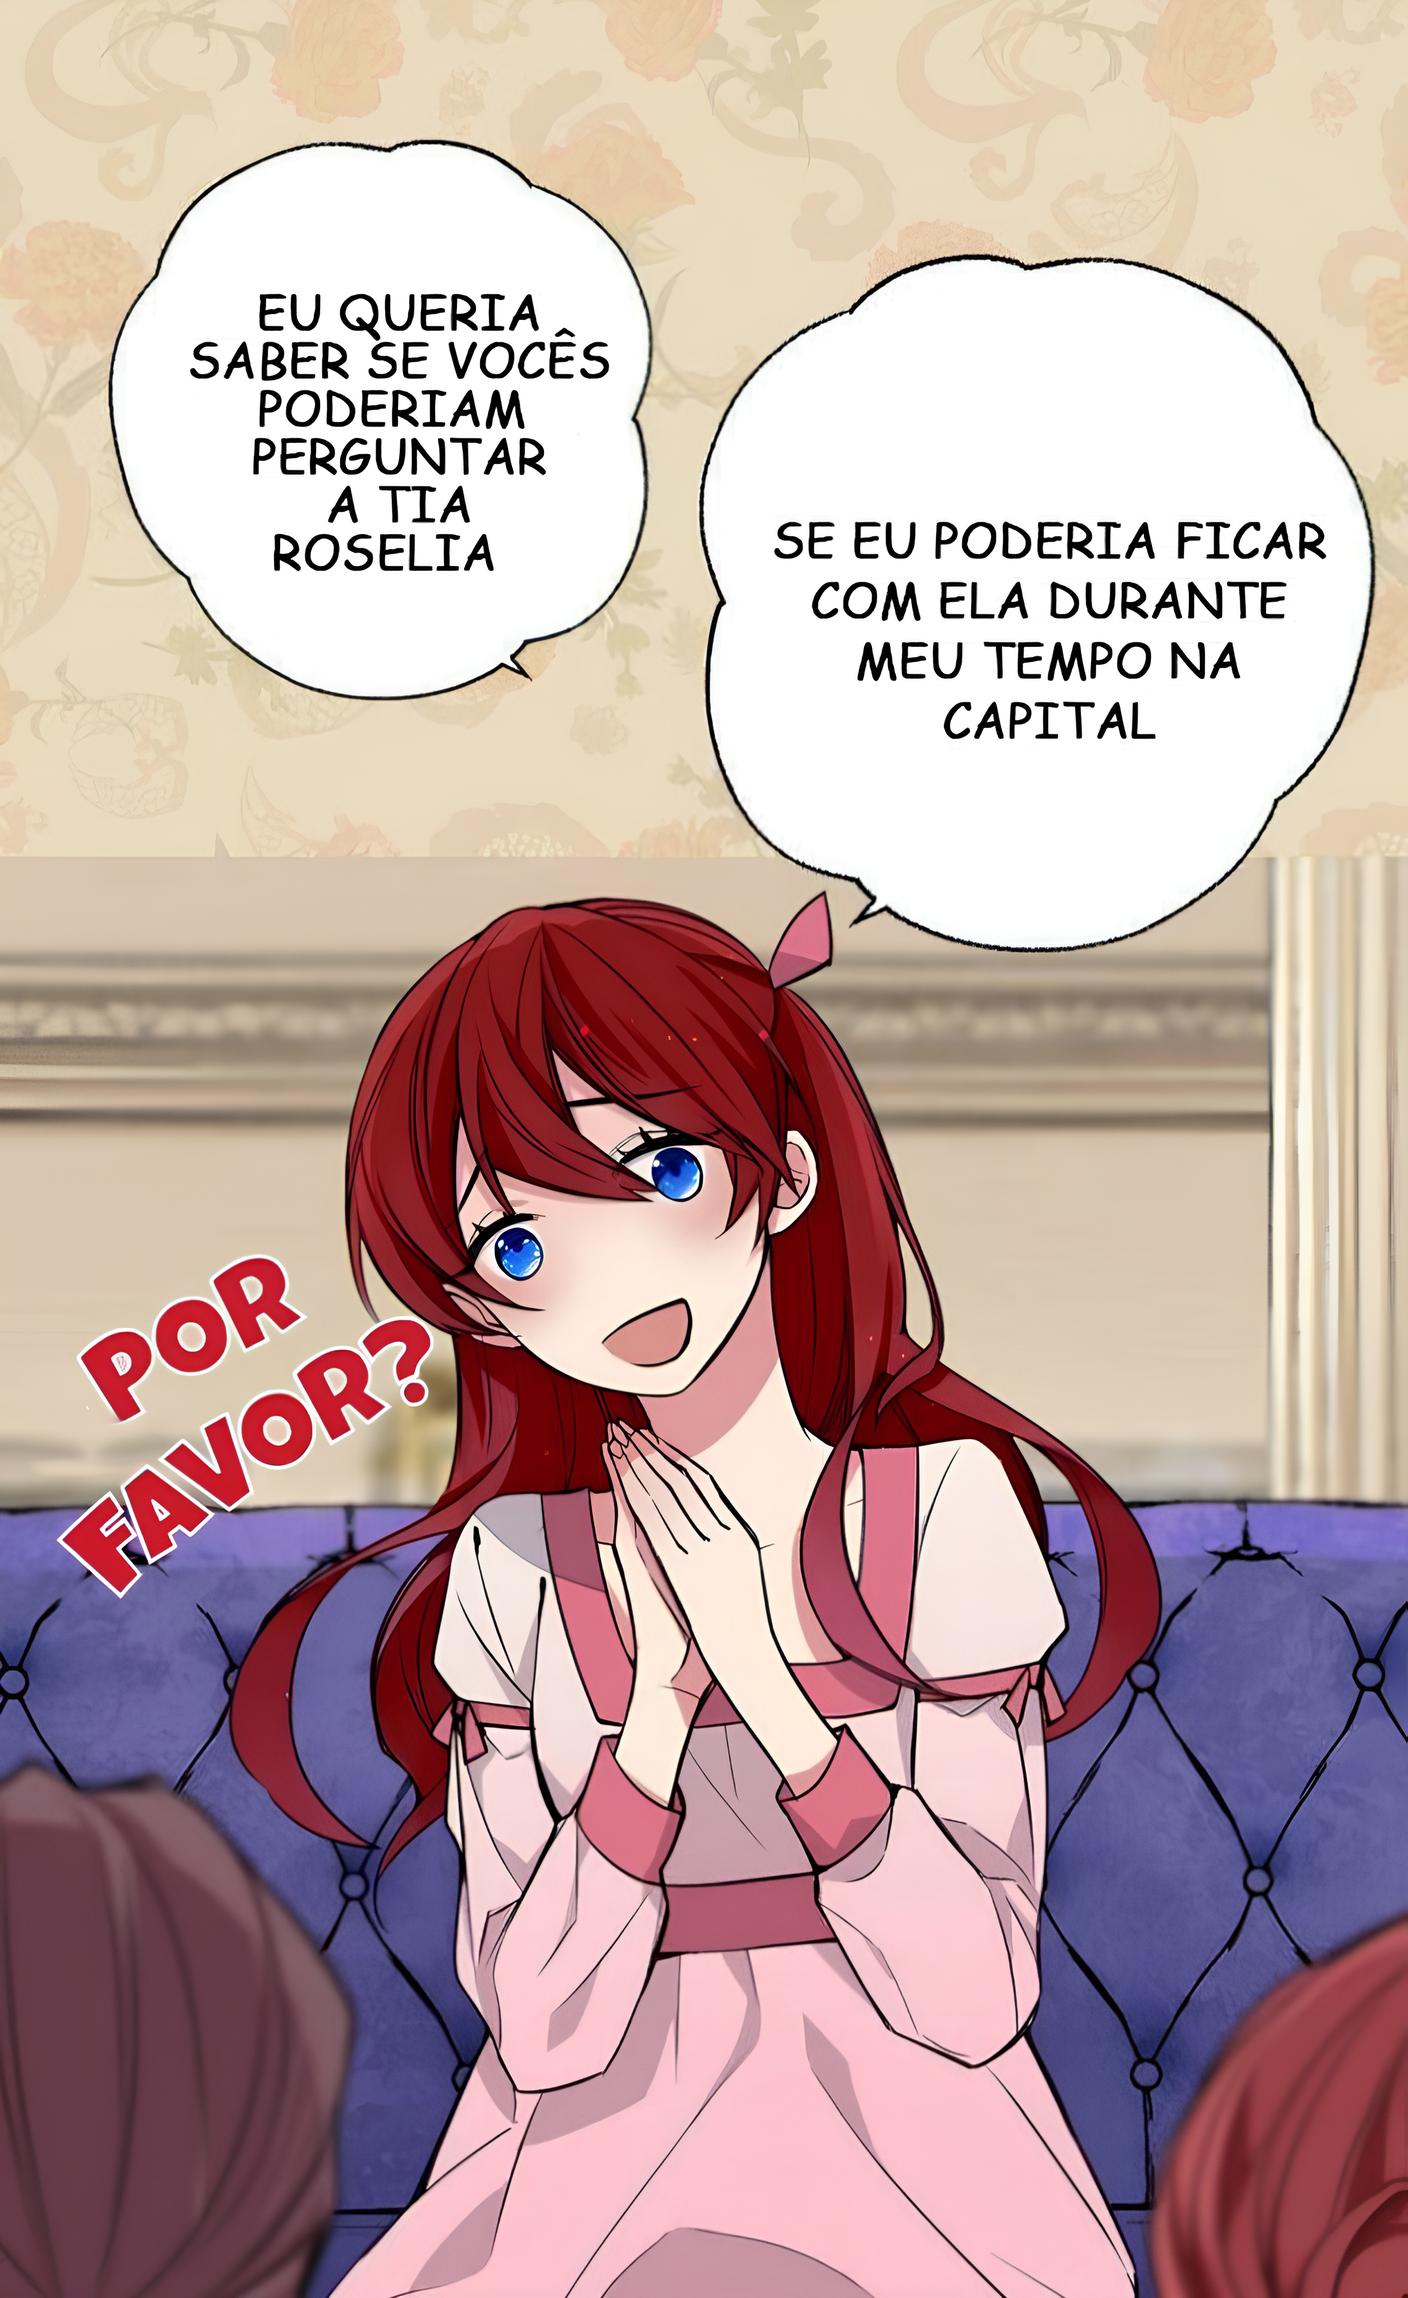 EU QUERIA
SABER SE VOCÊS
PODERIAM
PERGUNTAR
A TIA
ROSELIA
SE EU PODERIA FICAR
COM ELA DURANTE
MEU TEMPO NA
CAPITAL
POR
FAVOR?